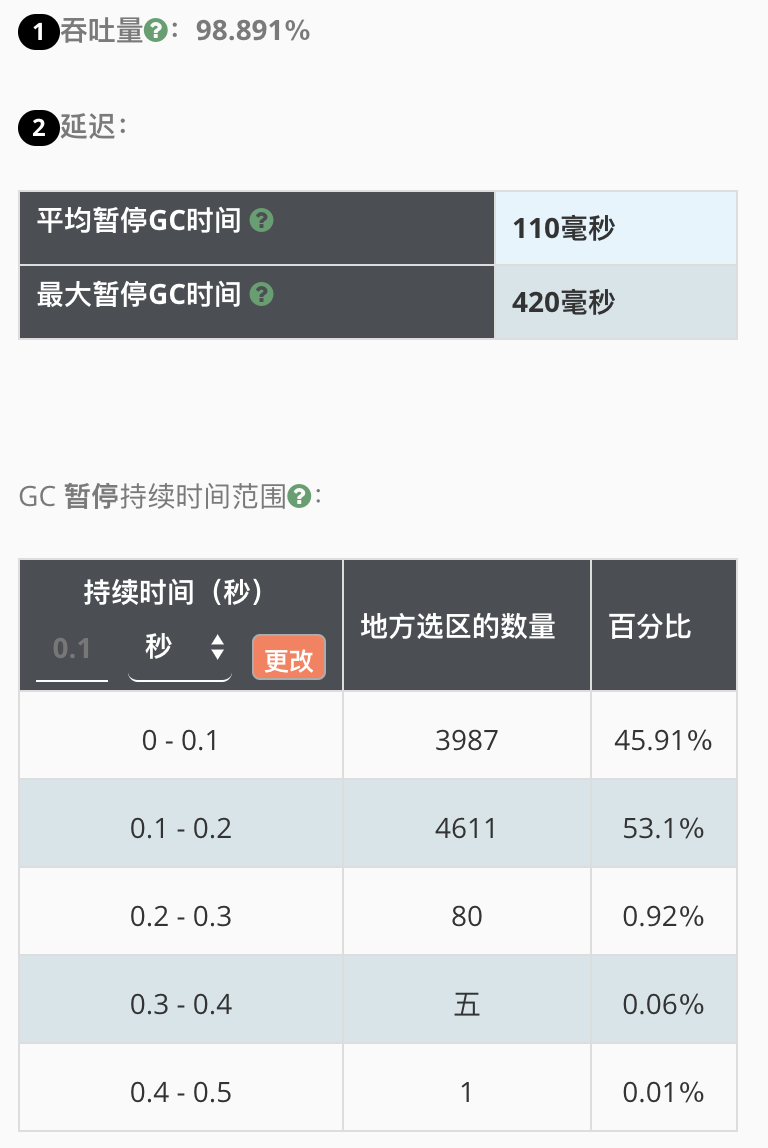 1 吞吐量?：98.891%
2 延迟：
平均暂停GC时间 ? 110毫秒
最大暂停GC时间 ? 420毫秒
GC 暂停持续时间范围?：
持续时间（秒） 地方选区的数量 百分比
0.1 秒 更改
0 - 0.1 3987 45.91%
0.1 - 0.2 4611 53.1%
0.2 - 0.3 80 0.92%
0.3 - 0.4 五 0.06%
0.4 - 0.5 1 0.01%